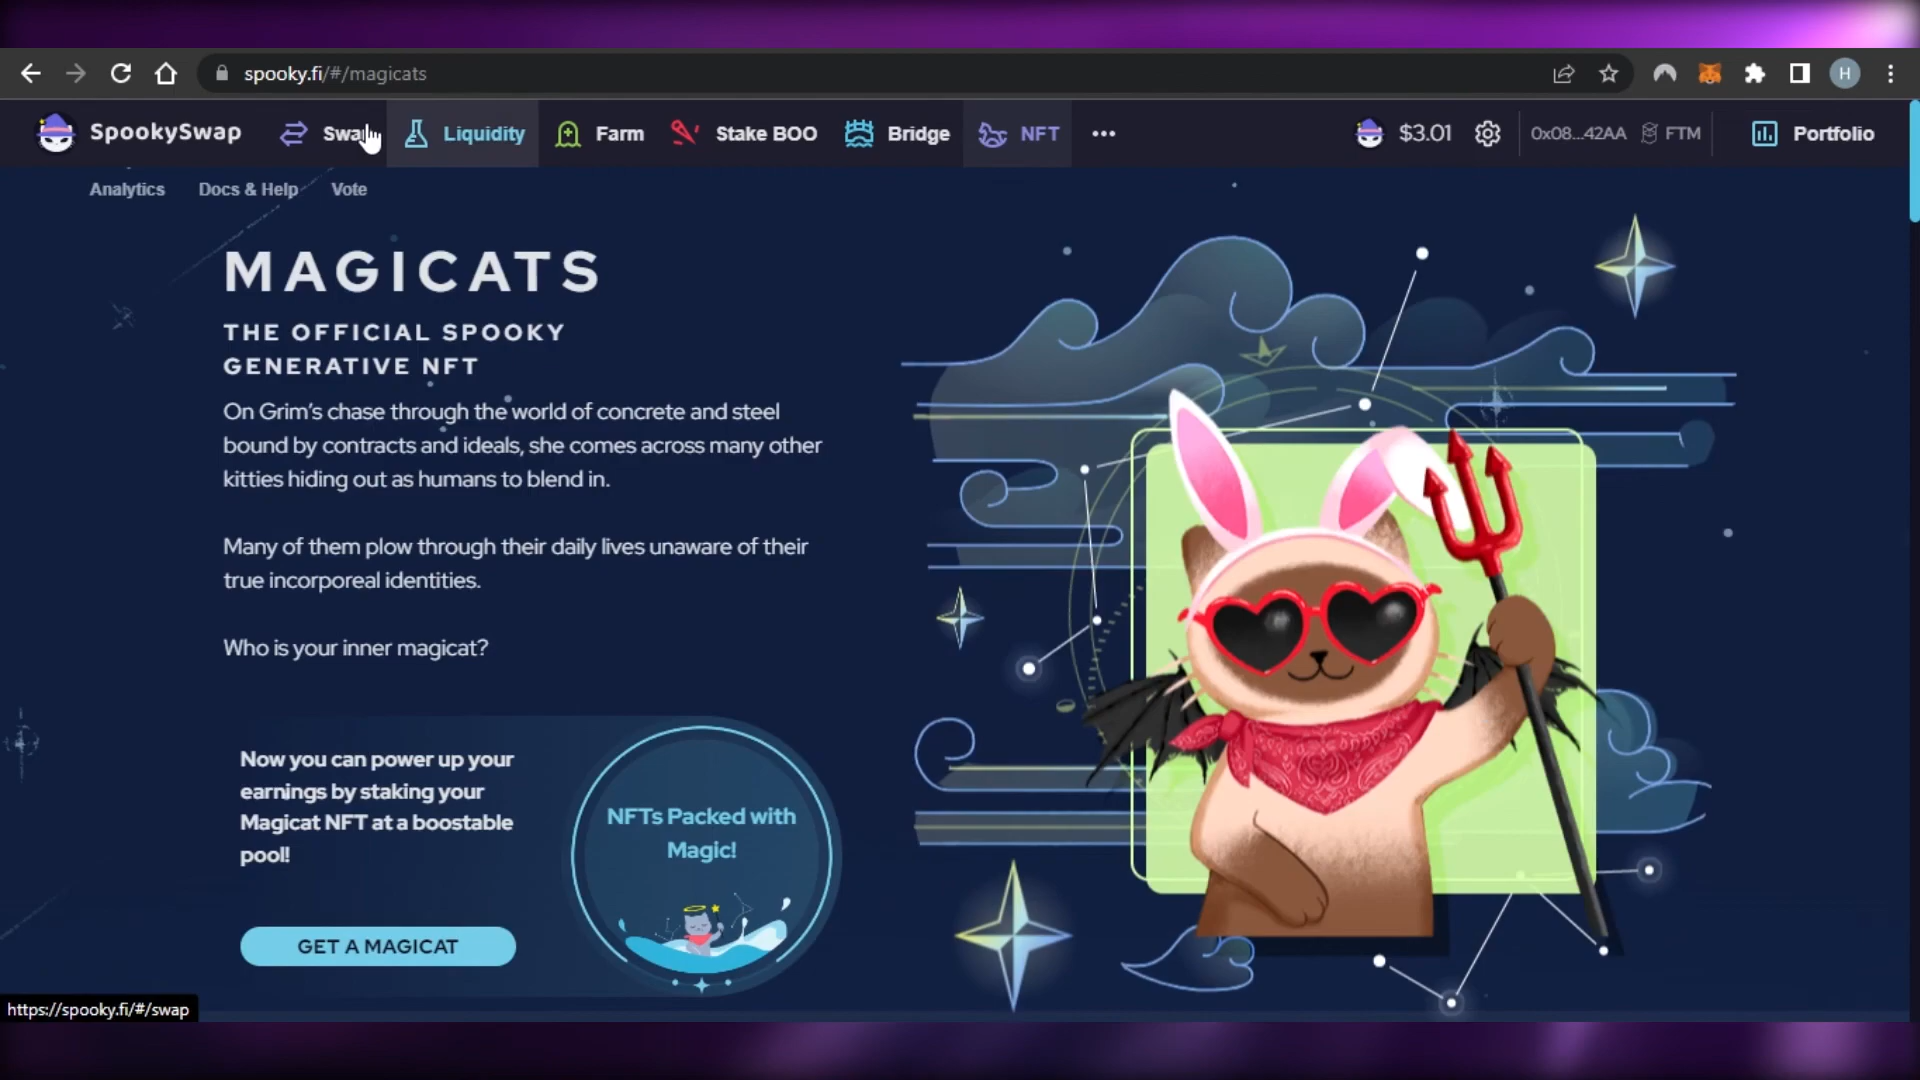 spooky.fi/#/magicats
H
SpookySwap Swap Liquidity Farm Stake BOO Bridge NFT ••• $3.01 0x08...42AA FTM Portfolio
Analytics Docs & Help Vote
MAGICATS
THE OFFICIAL SPOOKY
GENERATIVE NFT
On Grim's chase through the world of concrete and steel
bound by contracts and ideals, she comes across many other
kitties hiding out as humans to blend in.
Many of them plow through their daily lives unaware of their
true incorporeal identities.
Who is your inner magicat?
Now you can power up your
earnings by staking your
Magicat NFT at a boostable
pool!
NFTs Packed with
Magic!
GET A MAGICAT
https://spooky.fi/#/swap